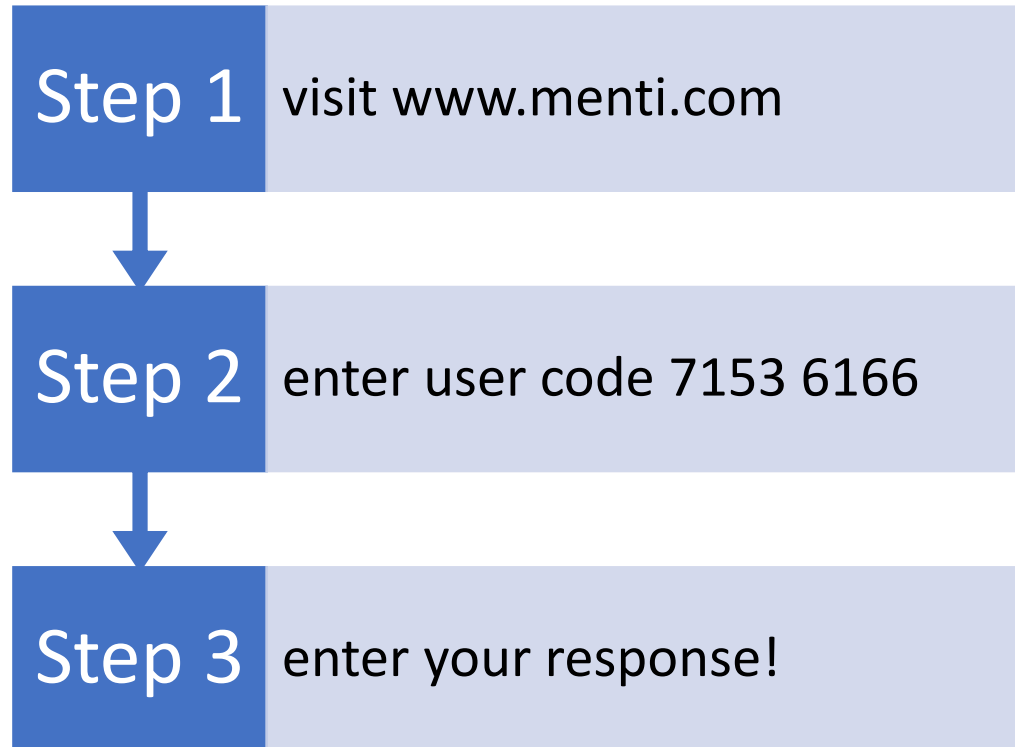 Step 1 visit www.menti.com
Step 2 enter user code 7153 6166
Step 3 enter your response!